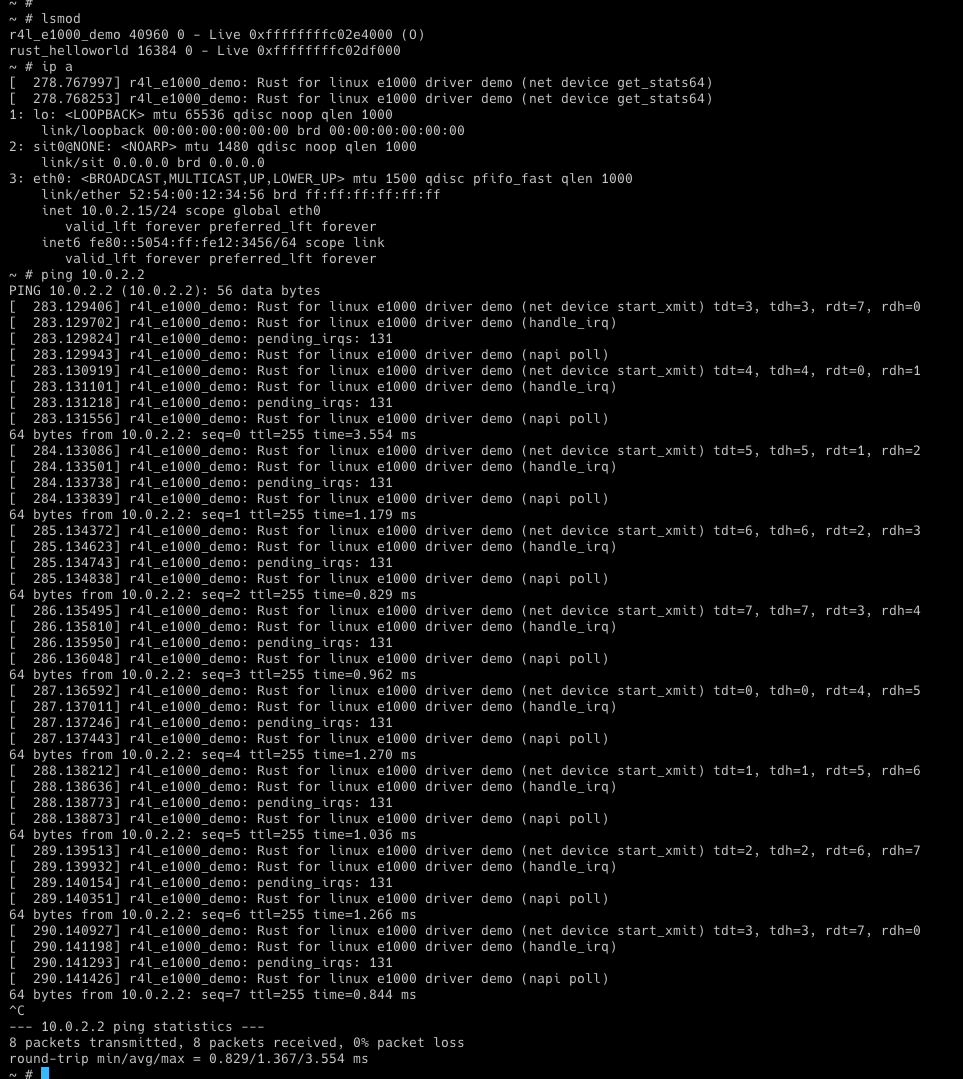 ~ #
~ # lsmod
r4l_e1000_demo 40960 0 - Live 0xffffffffc02e4000 (O)
rust_helloworld 16384 0 - Live 0xffffffffc02df000
~ # ip a
[  278.767997] r4l_e1000_demo: Rust for linux e1000 driver demo (net device get_stats64)
[  278.768253] r4l_e1000_demo: Rust for linux e1000 driver demo (net device get_stats64)
1: lo: <LOOPBACK> mtu 65536 qdisc noop qlen 1000
    link/loopback 00:00:00:00:00:00 brd 00:00:00:00:00:00
2: sit0@NONE: <NOARP> mtu 1480 qdisc noop qlen 1000
    link/sit 0.0.0.0 brd 0.0.0.0
3: eth0: <BROADCAST,MULTICAST,UP,LOWER_UP> mtu 1500 qdisc pfifo_fast qlen 1000
    link/ether 52:54:00:12:34:56 brd ff:ff:ff:ff:ff:ff
    inet 10.0.2.15/24 scope global eth0
       valid_lft forever preferred_lft forever
    inet6 fe80::5054:ff:fe12:3456/64 scope link
       valid_lft forever preferred_lft forever
~ # ping 10.0.2.2
PING 10.0.2.2 (10.0.2.2): 56 data bytes
[  283.129406] r4l_e1000_demo: Rust for linux e1000 driver demo (net device start_xmit) tdt=3, tdh=3, rdt=7, rdh=0
[  283.129702] r4l_e1000_demo: Rust for linux e1000 driver demo (handle_irq)
[  283.129824] r4l_e1000_demo: pending_irqs: 131
[  283.129943] r4l_e1000_demo: Rust for linux e1000 driver demo (napi poll)
[  283.130919] r4l_e1000_demo: Rust for linux e1000 driver demo (net device start_xmit) tdt=4, tdh=4, rdt=0, rdh=1
[  283.131101] r4l_e1000_demo: Rust for linux e1000 driver demo (handle_irq)
[  283.131218] r4l_e1000_demo: pending_irqs: 131
[  283.131556] r4l_e1000_demo: Rust for linux e1000 driver demo (napi poll)
64 bytes from 10.0.2.2: seq=0 ttl=255 time=3.554 ms
[  284.133086] r4l_e1000_demo: Rust for linux e1000 driver demo (net device start_xmit) tdt=5, tdh=5, rdt=1, rdh=2
[  284.133501] r4l_e1000_demo: Rust for linux e1000 driver demo (handle_irq)
[  284.133738] r4l_e1000_demo: pending_irqs: 131
[  284.133839] r4l_e1000_demo: Rust for linux e1000 driver demo (napi poll)
64 bytes from 10.0.2.2: seq=1 ttl=255 time=1.179 ms
[  285.134372] r4l_e1000_demo: Rust for linux e1000 driver demo (net device start_xmit) tdt=6, tdh=6, rdt=2, rdh=3
[  285.134623] r4l_e1000_demo: Rust for linux e1000 driver demo (handle_irq)
[  285.134743] r4l_e1000_demo: pending_irqs: 131
[  285.134838] r4l_e1000_demo: Rust for linux e1000 driver demo (napi poll)
64 bytes from 10.0.2.2: seq=2 ttl=255 time=0.829 ms
[  286.135495] r4l_e1000_demo: Rust for linux e1000 driver demo (net device start_xmit) tdt=7, tdh=7, rdt=3, rdh=4
[  286.135810] r4l_e1000_demo: Rust for linux e1000 driver demo (handle_irq)
[  286.135950] r4l_e1000_demo: pending_irqs: 131
[  286.136048] r4l_e1000_demo: Rust for linux e1000 driver demo (napi poll)
64 bytes from 10.0.2.2: seq=3 ttl=255 time=0.962 ms
[  287.136592] r4l_e1000_demo: Rust for linux e1000 driver demo (net device start_xmit) tdt=0, tdh=0, rdt=4, rdh=5
[  287.137011] r4l_e1000_demo: Rust for linux e1000 driver demo (handle_irq)
[  287.137246] r4l_e1000_demo: pending_irqs: 131
[  287.137443] r4l_e1000_demo: Rust for linux e1000 driver demo (napi poll)
64 bytes from 10.0.2.2: seq=4 ttl=255 time=1.270 ms
[  288.138212] r4l_e1000_demo: Rust for linux e1000 driver demo (net device start_xmit) tdt=1, tdh=1, rdt=5, rdh=6
[  288.138636] r4l_e1000_demo: Rust for linux e1000 driver demo (handle_irq)
[  288.138773] r4l_e1000_demo: pending_irqs: 131
[  288.138873] r4l_e1000_demo: Rust for linux e1000 driver demo (napi poll)
64 bytes from 10.0.2.2: seq=5 ttl=255 time=1.036 ms
[  289.139513] r4l_e1000_demo: Rust for linux e1000 driver demo (net device start_xmit) tdt=2, tdh=2, rdt=6, rdh=7
[  289.139932] r4l_e1000_demo: Rust for linux e1000 driver demo (handle_irq)
[  289.140154] r4l_e1000_demo: pending_irqs: 131
[  289.140351] r4l_e1000_demo: Rust for linux e1000 driver demo (napi poll)
64 bytes from 10.0.2.2: seq=6 ttl=255 time=1.266 ms
[  290.140927] r4l_e1000_demo: Rust for linux e1000 driver demo (net device start_xmit) tdt=3, tdh=3, rdt=7, rdh=0
[  290.141198] r4l_e1000_demo: Rust for linux e1000 driver demo (handle_irq)
[  290.141293] r4l_e1000_demo: pending_irqs: 131
[  290.141426] r4l_e1000_demo: Rust for linux e1000 driver demo (napi poll)
64 bytes from 10.0.2.2: seq=7 ttl=255 time=0.844 ms
^C
--- 10.0.2.2 ping statistics ---
8 packets transmitted, 8 packets received, 0% packet loss
round-trip min/avg/max = 0.829/1.367/3.554 ms
~ #